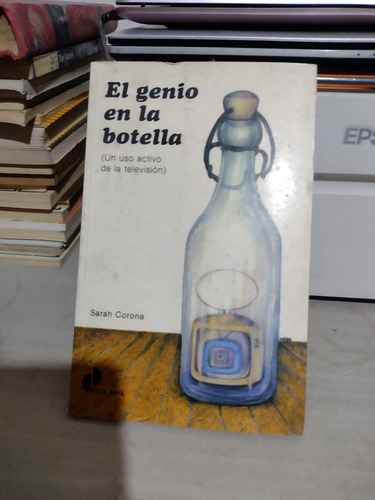 El genio
en la
botella
(Un uso activo
de la televisión)
Sarah Corona
EPS